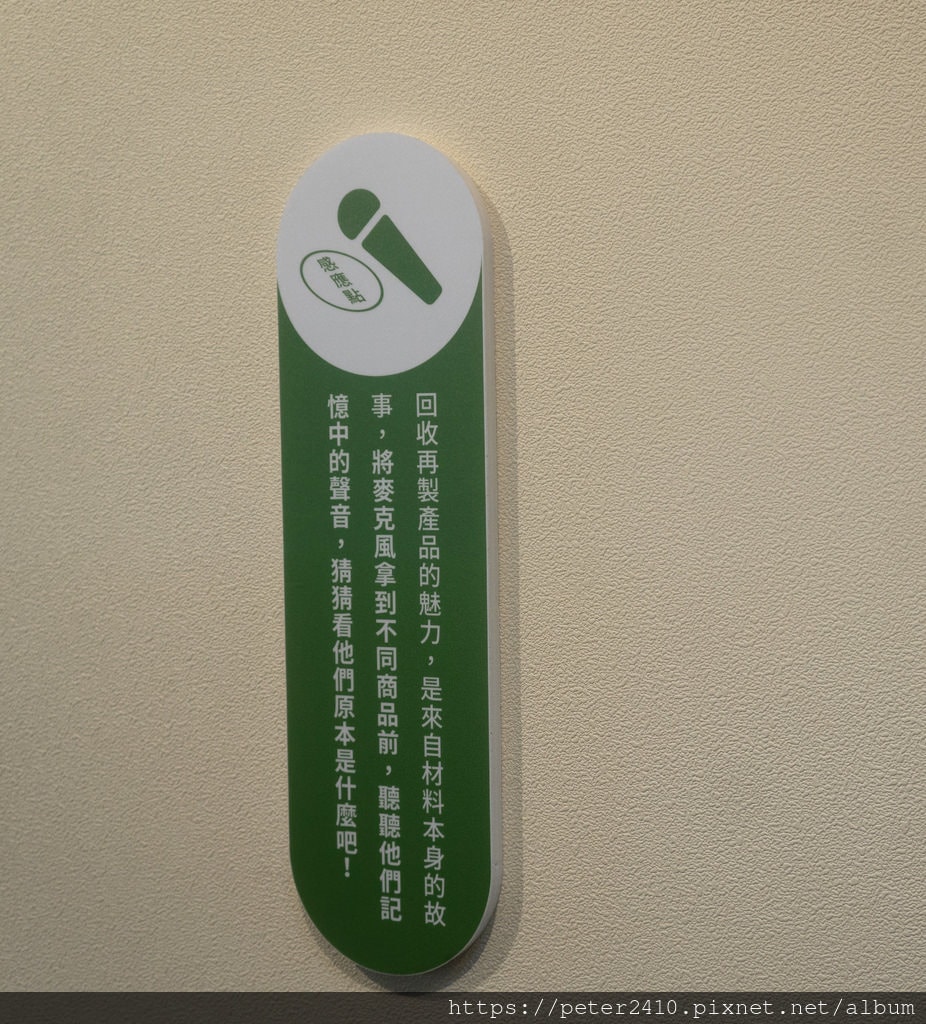 感應點
回收再製產品的魅力，是來自材料本身的故
事，將麥克風拿到不同商品前，聽聽他們記
憶中的聲音，猜猜看他們原本是什麼吧！
https://peter2410.pixnet.net/album